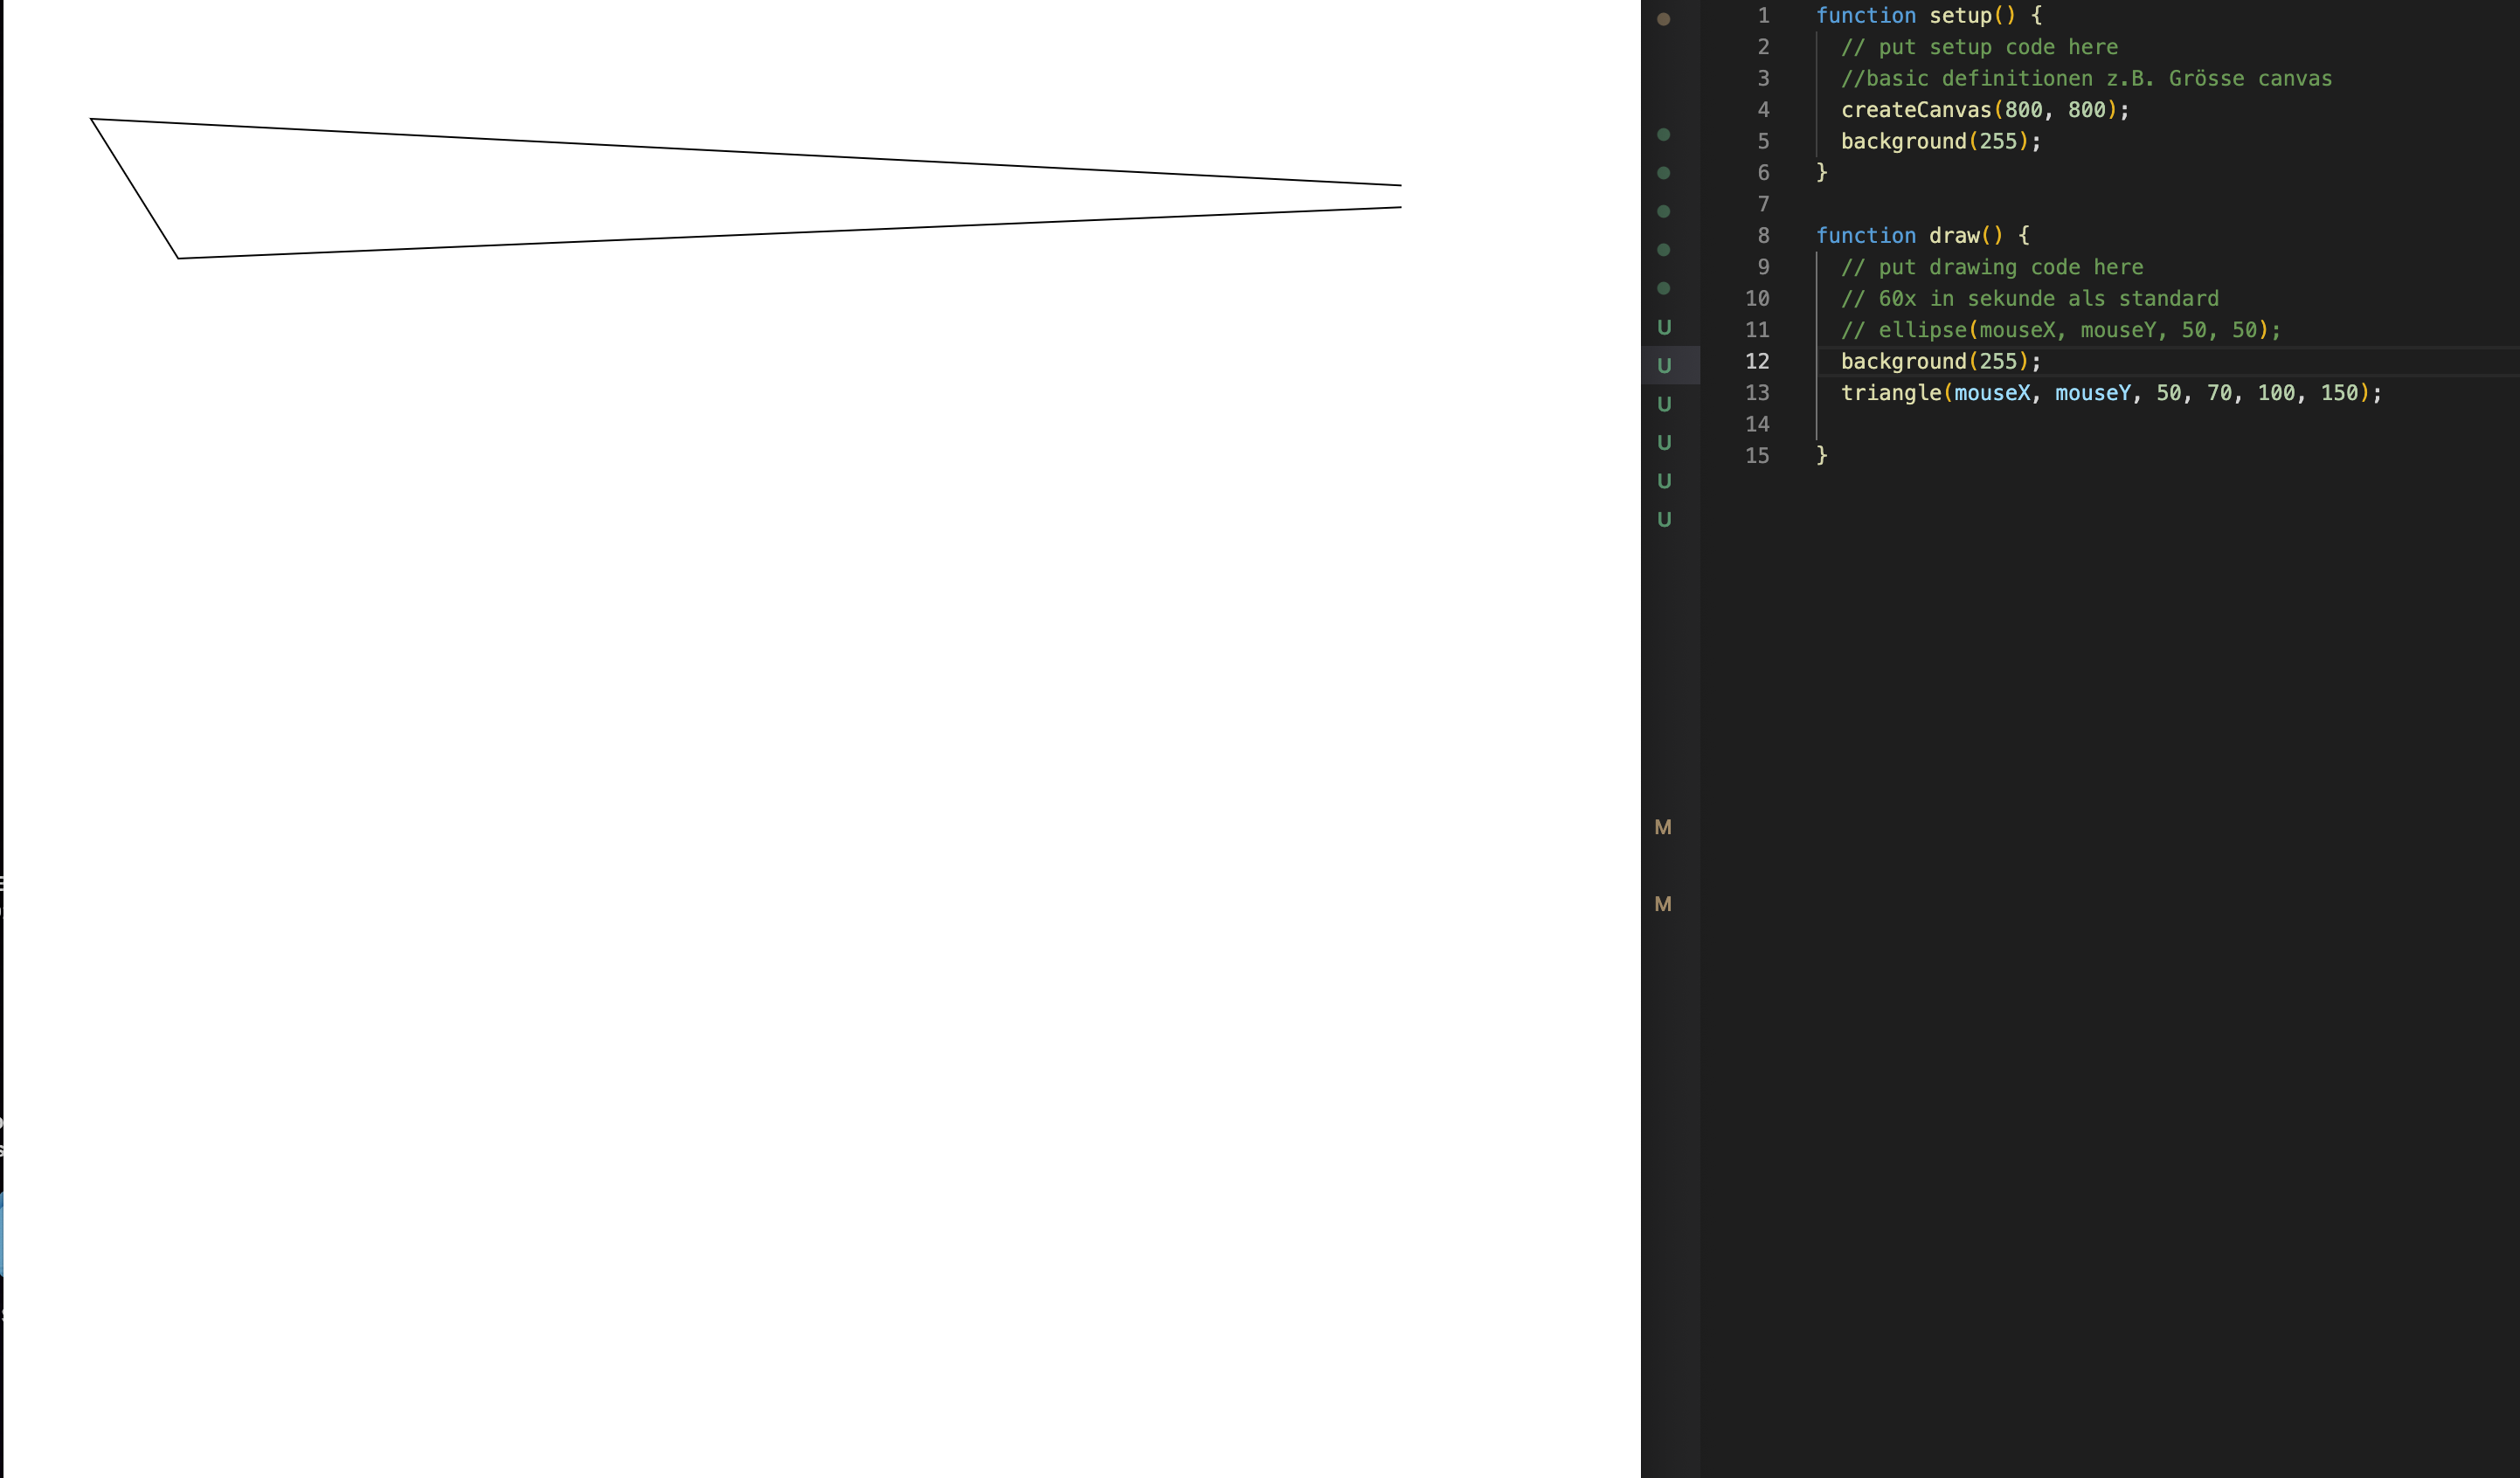 1 function setup() {
2 // put setup code here
3 //basic definitionen z.B. Grösse canvas
4 createCanvas(800, 800);
5 background(255);
6 }
7
8 function draw() {
9 // put drawing code here
10 // 60x in sekunde als standard
11 // ellipse(mouseX, mouseY, 50, 50);
12 background(255);
13 triangle(mouseX, mouseY, 50, 70, 100, 150);
14
15 }
U
U
U
U
U
U
M
M